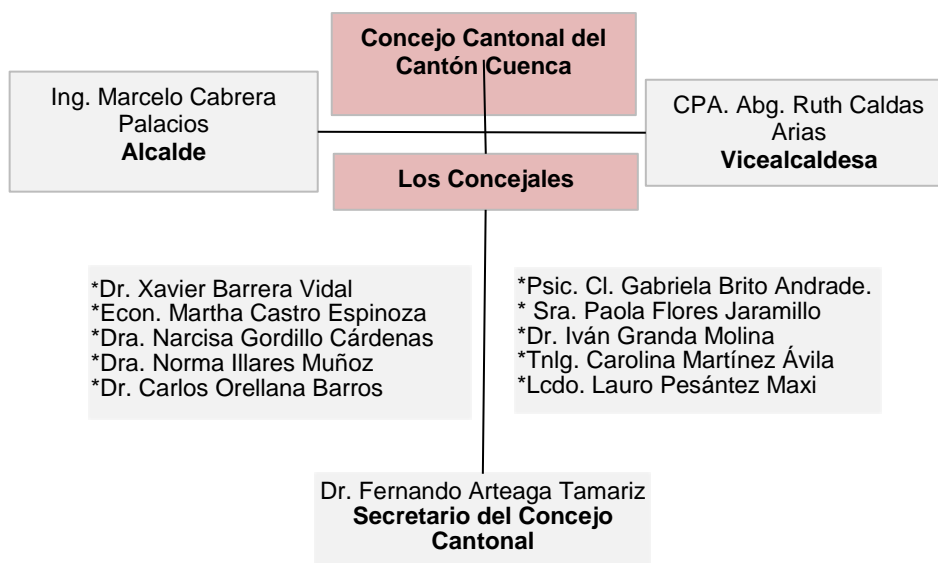 Concejo Cantonal del
Cantón Cuenca
Ing. Marcelo Cabrera
Palacios
Alcalde
CPA. Abg. Ruth Caldas
Arias
Vicealcaldesa
Los Concejales
*Dr. Xavier Barrera Vidal
*Econ. Martha Castro Espinoza
*Dra. Narcisa Gordillo Cárdenas
*Dra. Norma Illares Muñoz
*Dr. Carlos Orellana Barros
*Psic. Cl. Gabriela Brito Andrade.
* Sra. Paola Flores Jaramillo
*Dr. Iván Granda Molina
*Tnlg. Carolina Martínez Ávila
*Lcdo. Lauro Pesántez Maxi
Dr. Fernando Arteaga Tamariz
Secretario del Concejo
Cantonal